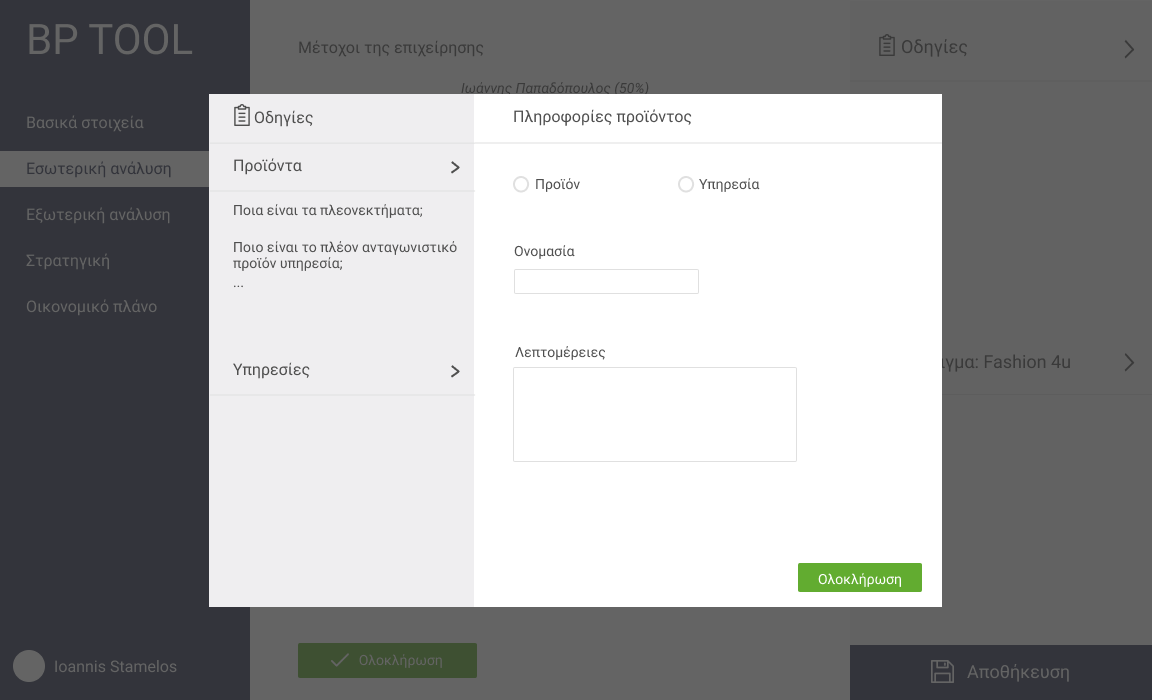 BP TOOL
Βασικά στοιχεία
Εσωτερική ανάλυση
Εξωτερική ανάλυση
Στρατηγική
Οικονομικό πλάνο
Ioannis Stamelos
Μέτοχοι της επιχείρησης
Ιωάννης Παπαδόπουλος (50%)
Οδηγίες
Προϊόντα
Ποια είναι τα πλεονεκτήματα;
Ποιο είναι το πλέον ανταγωνιστικό
προϊόν υπηρεσία;
...
Υπηρεσίες
Πληροφορίες προϊόντος
Προϊόν
Υπηρεσία
Ονομασία
Λεπτομέρειες
Ολοκλήρωση
Ολοκλήρωση
Οδηγίες
Fashion 4u
Αποθήκευση